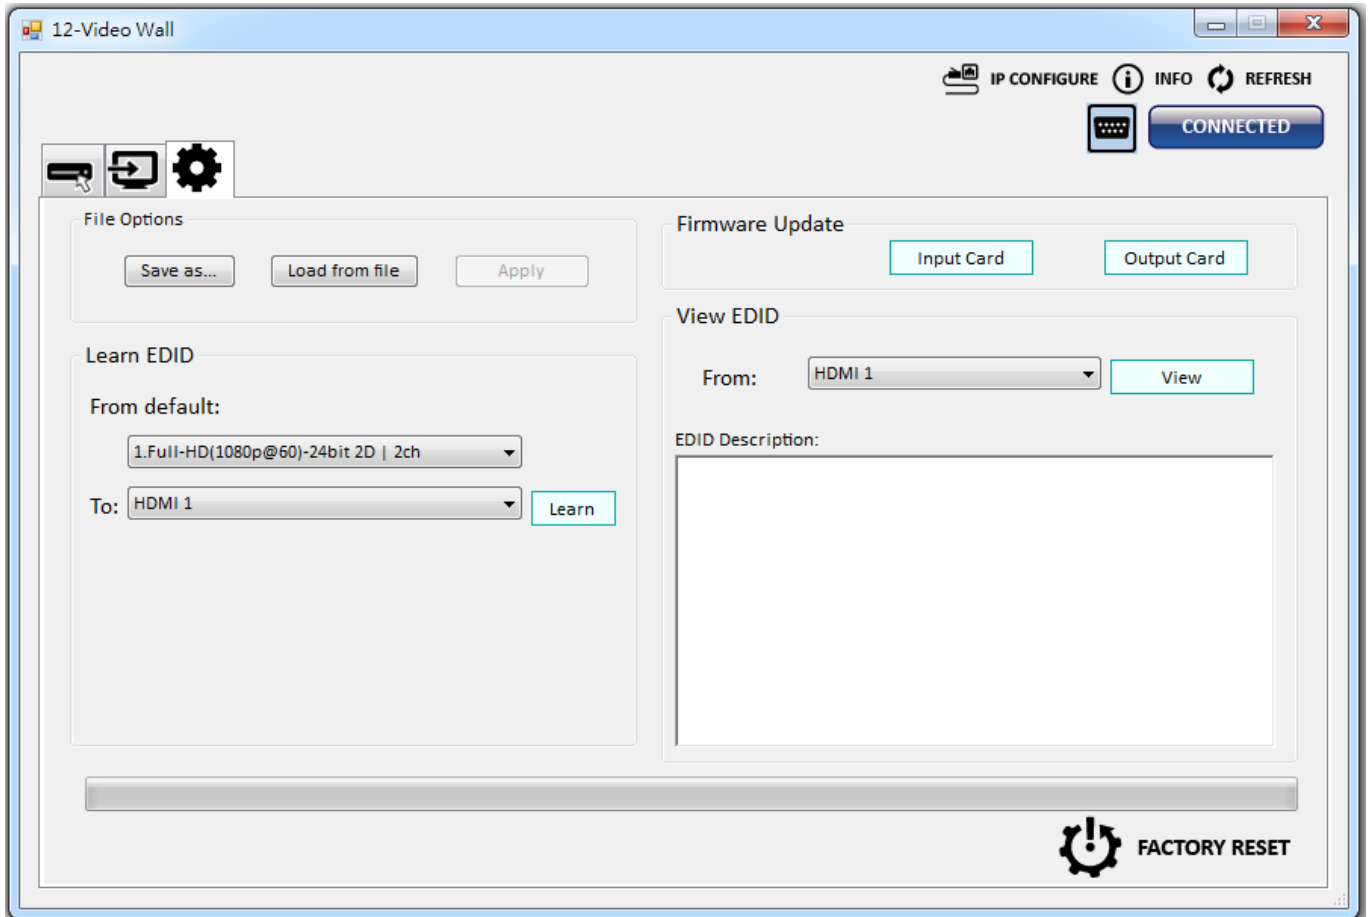 12-Video Wall
IP CONFIGURE INFO REFRESH
CONNECTED
File Options
Save as... Load from file Apply
Firmware Update
Input Card Output Card
Learn EDID
From default:
1.Full-HD(1080p@60)-24bit 2D | 2ch
To: HDMI 1 Learn
View EDID
From: HDMI 1 View
EDID Description:
FACTORY RESET